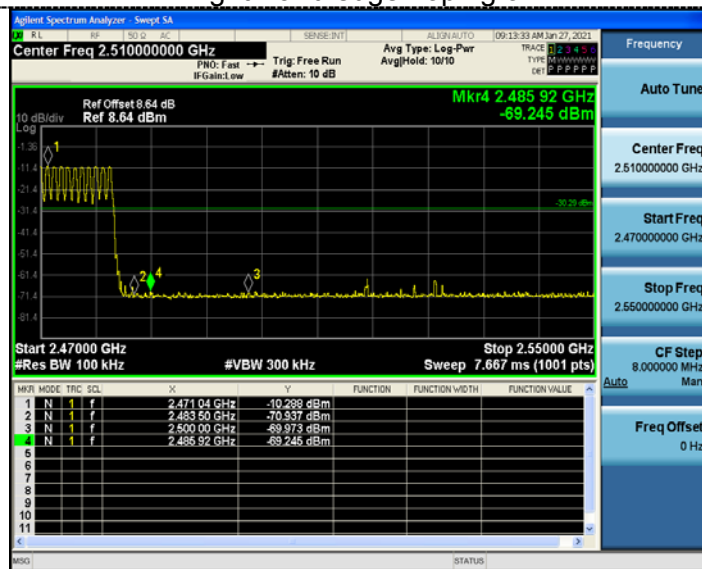 Agilent Spectrum Analyzer - Swept SA
RL RF 50 Ω AC SENSE:INT ALIGNAUTO 09:13:33 AM Jan 27, 2021
Center Freq 2.510000000 GHz
PNO: Fast Trig: Free Run
IFGain:Low #Atten: 10 dB
Avg Type: Log-Pwr
Avg|Hold: 10/10
TRACE 1 2 3 4 5 6
TYPE M
DET P P P P P P
Mkr4 2.485 92 GHz
-69.245 dBm
Ref Offset 8.64 dB
10 dB/div Ref 8.64 dBm
Log
-1.36
-11.4
-21.4
-31.4
-41.4
-51.4
-61.4
-71.4
-81.4
1
2 4
3
-30.29 dBm
Start 2.47000 GHz Stop 2.55000 GHz
#Res BW 100 kHz #VBW 300 kHz Sweep 7.667 ms (1001 pts)
MKR MODE TRC SCL X Y FUNCTION FUNCTION WIDTH FUNCTION VALUE
1 N 1 f 2.471 04 GHz -10.298 dBm
2 N 1 f 2.483 50 GHz -70.937 dBm
3 N 1 f 2.500 00 GHz -69.973 dBm
4 N 1 f 2.485 92 GHz -69.245 dBm
5
6
7
8
9
10
11
MSG STATUS
Frequency
Auto Tune
Center Freq
2.510000000 GHz
Start Freq
2.470000000 GHz
Stop Freq
2.550000000 GHz
CF Step
8.000000 MHz
Auto Man
Freq Offset
0 Hz